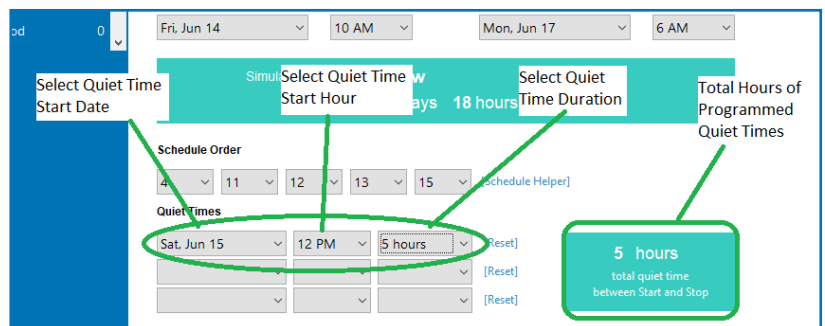 od 0
Fri, Jun 14 10 AM Mon, Jun 17 6 AM
Select Quiet Time
Start Date
Select Quiet Time
Start Hour
Select Quiet
Time Duration
Total Hours of
Programmed
Quiet Times
18 hours
Schedule Order
4 11 12 13 15 [Schedule Helper]
Quiet Times
Sat, Jun 15 12 PM 5 hours [Reset]
[Reset]
[Reset]
5 hours
total quiet time
between Start and Stop